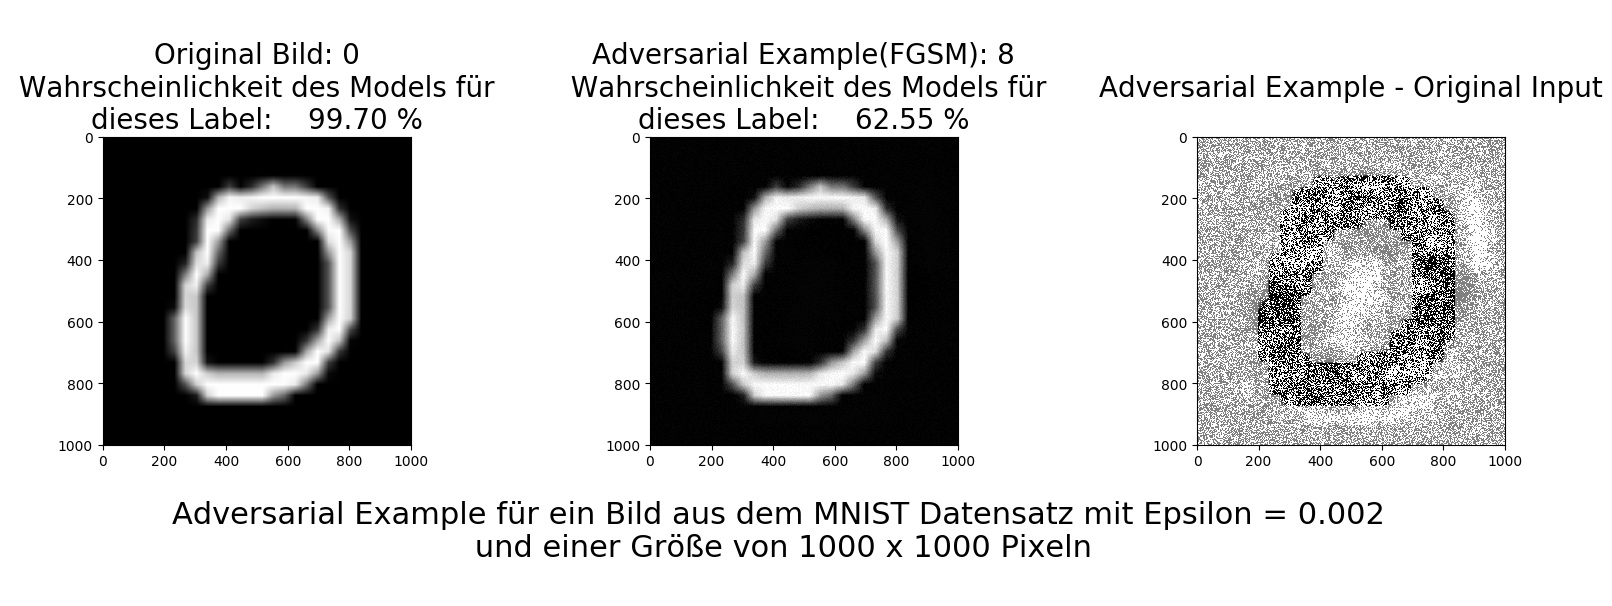 Original Bild: 0
Wahrscheinlichkeit des Models für
dieses Label: 99.70 %
0
200
400
600
800
1000
0 200 400 600 800 1000
Adversarial Example(FGSM): 8
Wahrscheinlichkeit des Models für
dieses Label: 62.55 %
0
200
400
600
800
1000
0 200 400 600 800 1000
Adversarial Example - Original Input
0
200
400
600
800
1000
0 200 400 600 800 1000
Adversarial Example für ein Bild aus dem MNIST Datensatz mit Epsilon = 0.002
und einer Größe von 1000 x 1000 Pixeln